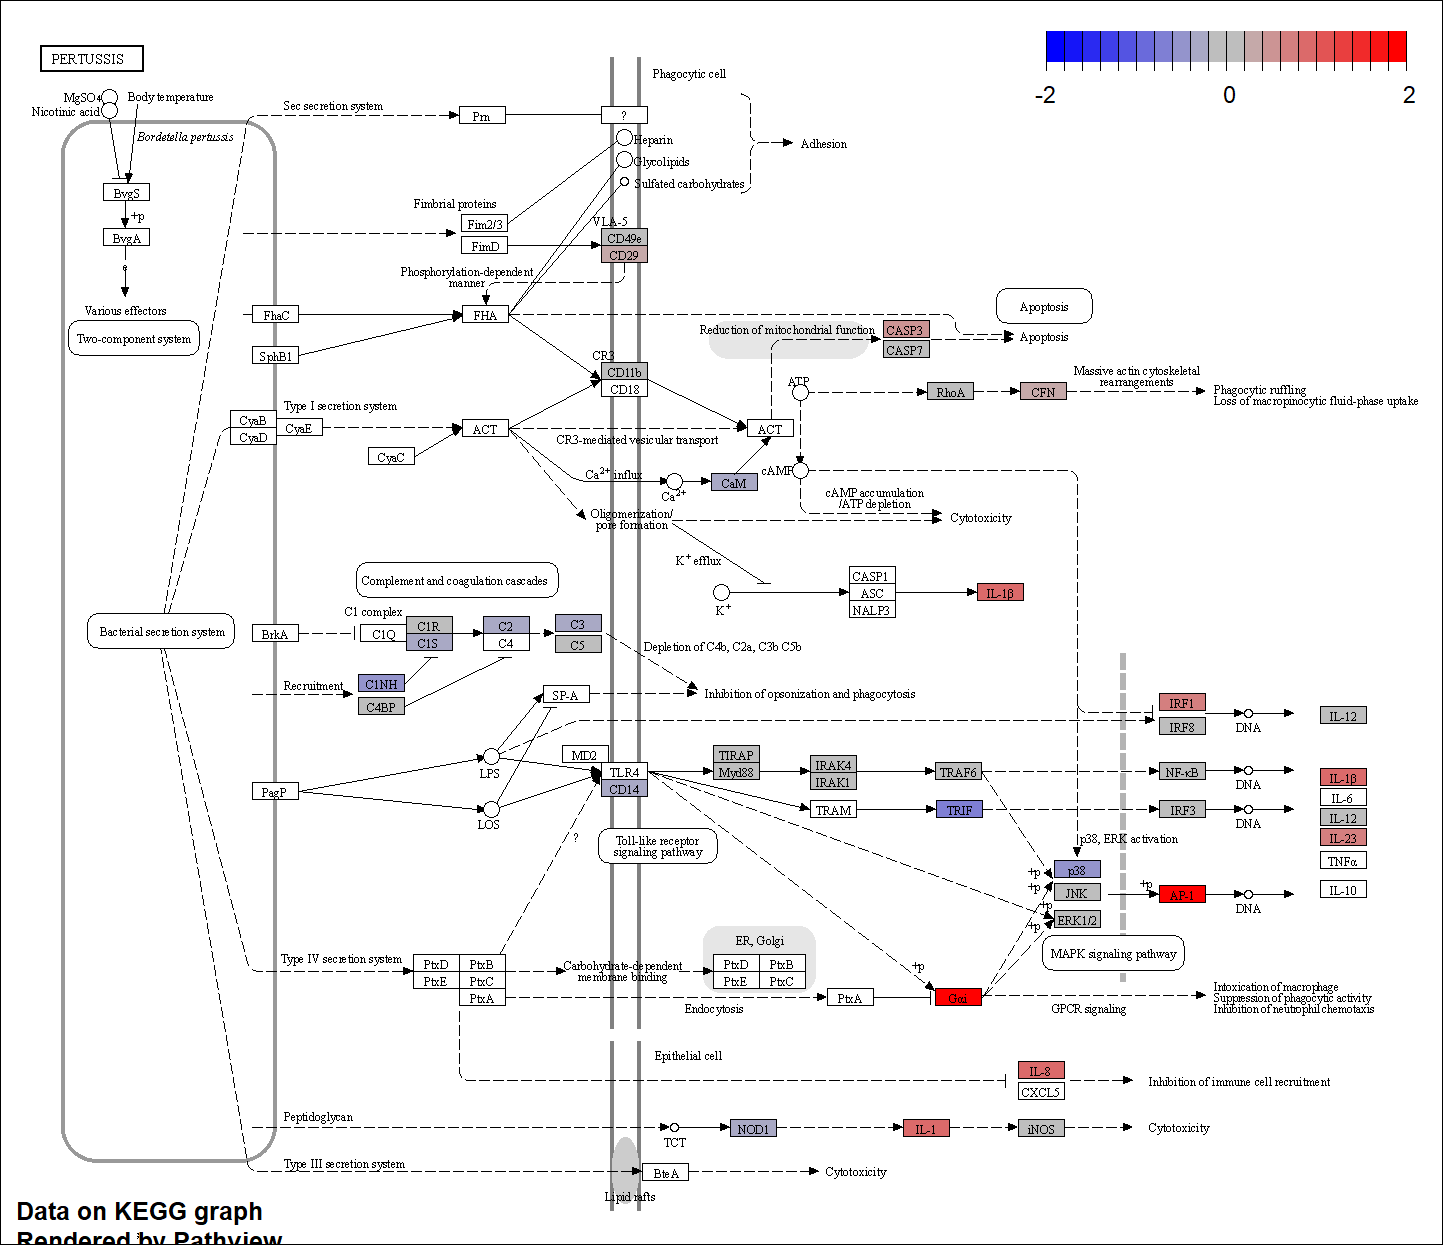 PERTUSSIS
-2
0
2
Phagocytic cell
MgSO4
Nicotinic acid
Body temperature
Bordetella pertussis
Sec secretion system
Prn
?
Heparin
Glycolipids
Sulfated carbohydrates
Adhesion
BvgS
+p
BvgA
e
Various effectors
Two-component system
Fimbrial proteins
Fim2/3
FimD
VLA-5
CD49e
CD29
Phosphorylation-dependent
manner
FhaC
SphB1
FHA
Reduction of mitochondrial function
CASP3
CASP7
Apoptosis
Apoptosis
CR3
CD11b
CD18
ATP
RhoA
CFN
Massive actin cytoskeletal
rearrangements
Phagocytic ruffling
Loss of macropinocytic fluid-phase uptake
Type I secretion system
CyaB
CyaD
CyaE
CyaC
ACT
ACT
CR3-mediated vesicular transport
Ca2+ influx
Ca2+
CaM
cAMP
cAMP accumulation
/ATP depletion
Cytotoxicity
Oligomerization/
pore formation
K+ efflux
K+
CASP1
ASC
NALP3
IL-1β
Complement and coagulation cascades
Bacterial secretion system
BrkA
C1 complex
C1Q
C1R
C1S
C2
C4
C3
C5
Depletion of C4b, C2a, C3b C5b
Recruitment
C1NH
C4BP
SP-A
Inhibition of opsonization and phagocytosis
IRF1
IRF8
DNA
IL-12
LPS
LOS
PagP
MD2
TLR4
CD14
TIRAP
Myd88
IRAK4
IRAK1
TRAF6
NF-κB
DNA
TRAM
TRIF
IRF3
DNA
IL-1β
IL-6
IL-12
IL-23
TNFα
IL-10
?
Toll-like receptor
signaling pathway
p38, ERK activation
+p
+p
+p
+p
p38
JNK
ERK1/2
+p
AP-1
DNA
MAPK signaling pathway
Type IV secretion system
PtxD
PtxB
PtxE
PtxC
PtxA
Carbohydrate-dependent
membrane binding
ER, Golgi
PtxD
PtxB
PtxE
PtxC
Endocytosis
PtxA
+p
Gαi
GPCR signaling
Intoxication of macrophage
Suppression of phagocytic activity
Inhibition of neutrophil chemotaxis
Epithelial cell
IL-8
CXCL5
Inhibition of immune cell recruitment
Peptidoglycan
TCT
NOD1
IL-1
iNOS
Cytotoxicity
Type III secretion system
BteA
Cytotoxicity
Lipid rafts
Data on KEGG graph
Rendered by Pathview